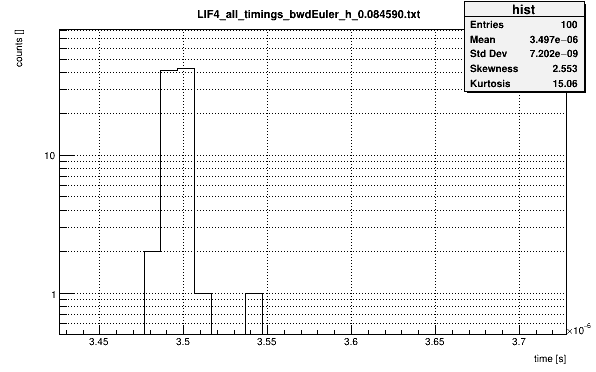 LIF4_all_timings_bwdEuler_h_0.084590.txt
hist
Entries 100
Mean 3.497e−06
Std Dev 7.202e−09
Skewness 2.553
Kurtosis 15.06
counts []
10
1
3.45 3.5 3.55 3.6 3.65 3.7
×10⁻⁶
time [s]